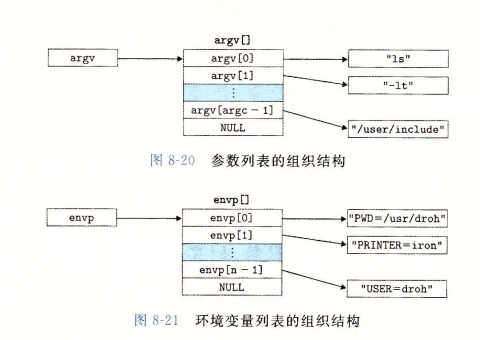 argv[]
argv
argv[0]
"ls"
argv[1]
"-lt"
⋮
argv[argc - 1]
"/user/include"
NULL
图 8-20 参数列表的组织结构
envp[]
envp
envp[0]
"PWD=/usr/droh"
envp[1]
"PRINTER=iron"
⋮
envp[n - 1]
"USER=droh"
NULL
图 8-21 环境变量列表的组织结构